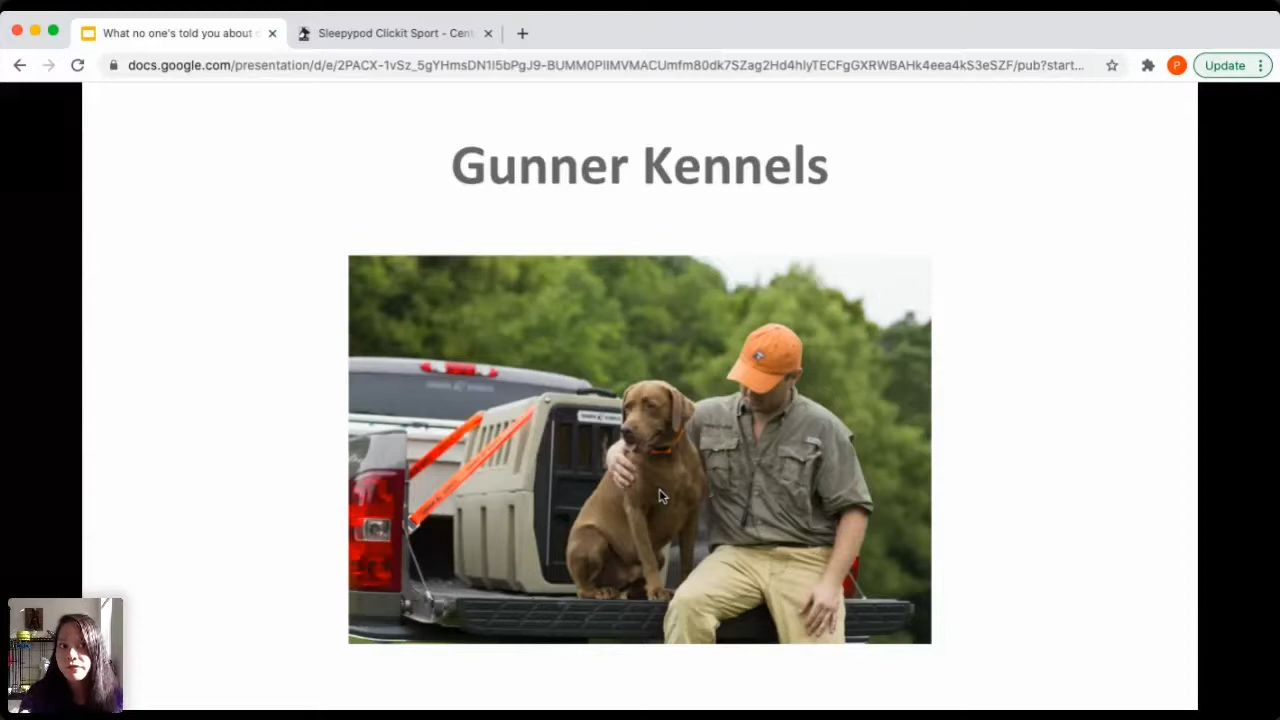 What no one's told you about c
Sleepypod Clickit Sport - Cent
docs.google.com/presentation/d/e/2PACX-1vSz_5gYHmsDN1I5bPgJ9-BUMM0PIIMVMACUmfm80dk7SZag2Hd4hlyTECFgGXRWBAHk4eea4kS3eSZF/pub?start...
P
Update
Gunner Kennels